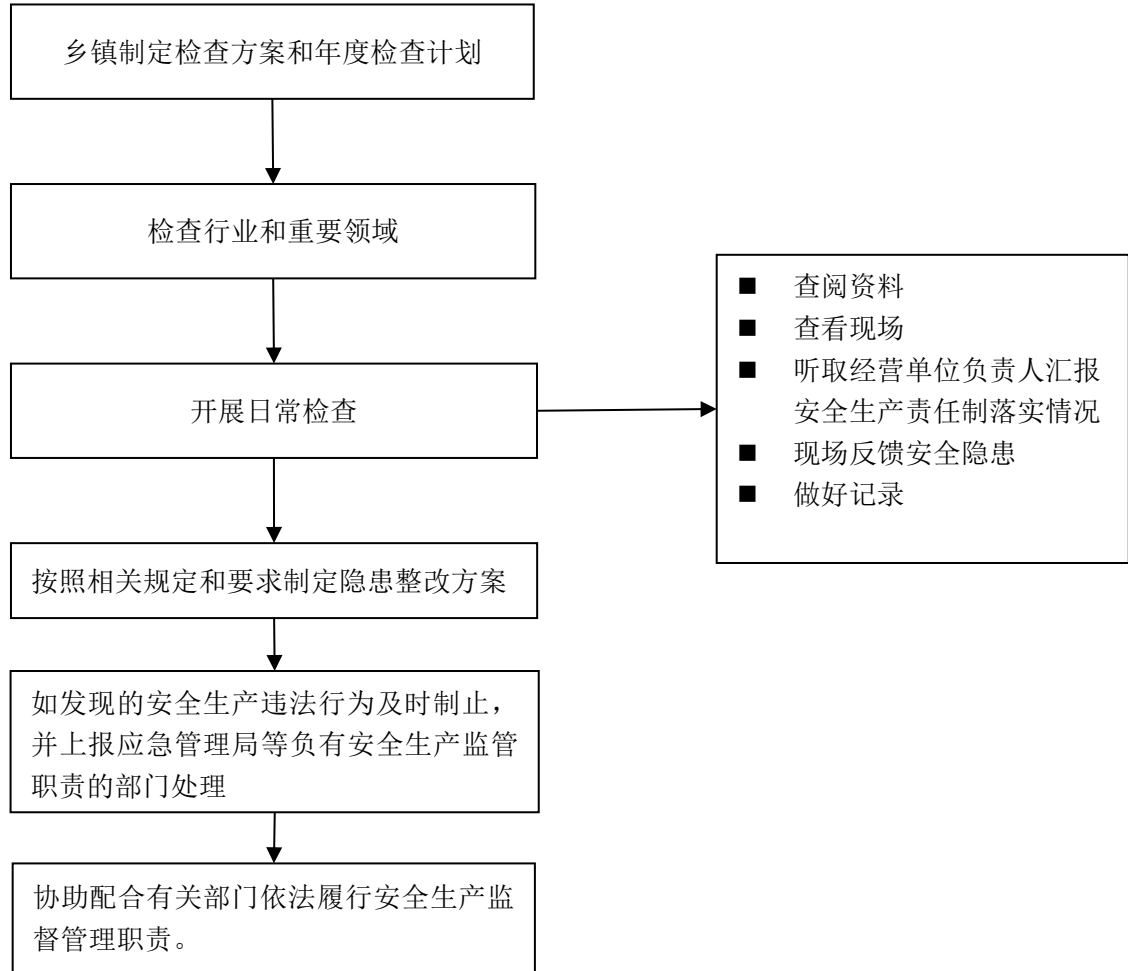 乡镇制定检查方案和年度检查计划
检查行业和重要领域
开展日常检查
■ 查阅资料
■ 查看现场
■ 听取经营单位负责人汇报
安全生产责任制落实情况
■ 现场反馈安全隐患
■ 做好记录
按照相关规定和要求制定隐患整改方案
如发现的安全生产违法行为及时制止，
并上报应急管理局等负有安全生产监管
职责的部门处理
协助配合有关部门依法履行安全生产监
督管理职责。